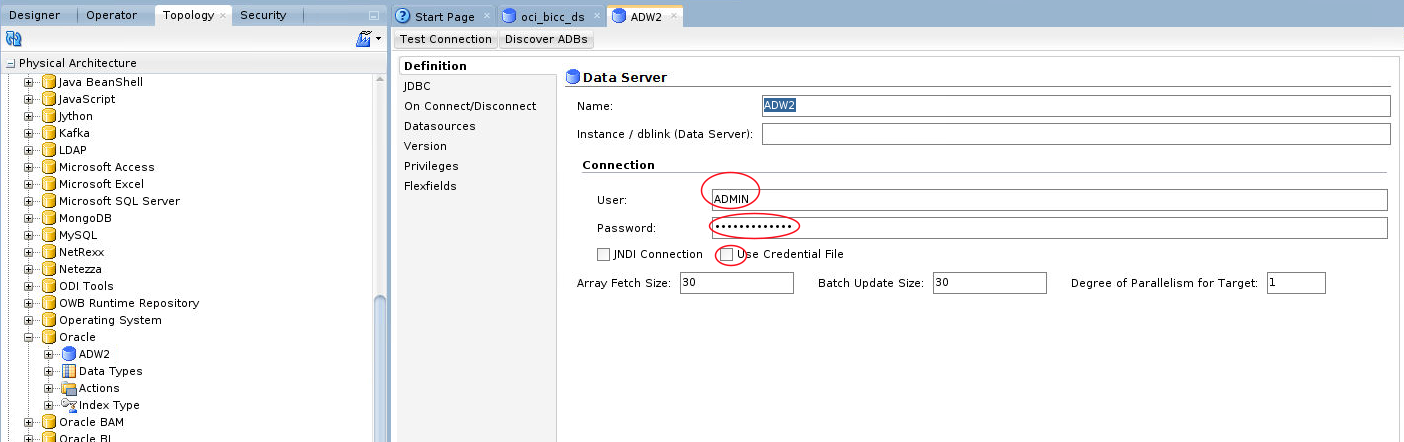 Designer Operator Topology Security
Start Page oci_bicc_ds ADW2
Test Connection Discover ADBs
Physical Architecture
Java BeanShell
JavaScript
Jython
Kafka
LDAP
Microsoft Access
Microsoft Excel
Microsoft SQL Server
MongoDB
MySQL
NetRexx
Netezza
ODI Tools
OWB Runtime Repository
Operating System
Oracle
ADW2
Data Types
Actions
Index Type
Oracle BAM
Oracle BI
Definition
JDBC
On Connect/Disconnect
Datasources
Version
Privileges
Flexfields
Data Server
Name: ADW2
Instance / dblink (Data Server):
Connection
User: ADMIN
Password: •••••••••••••
JNDI Connection Use Credential File
Array Fetch Size: 30 Batch Update Size: 30 Degree of Parallelism for Target: 1